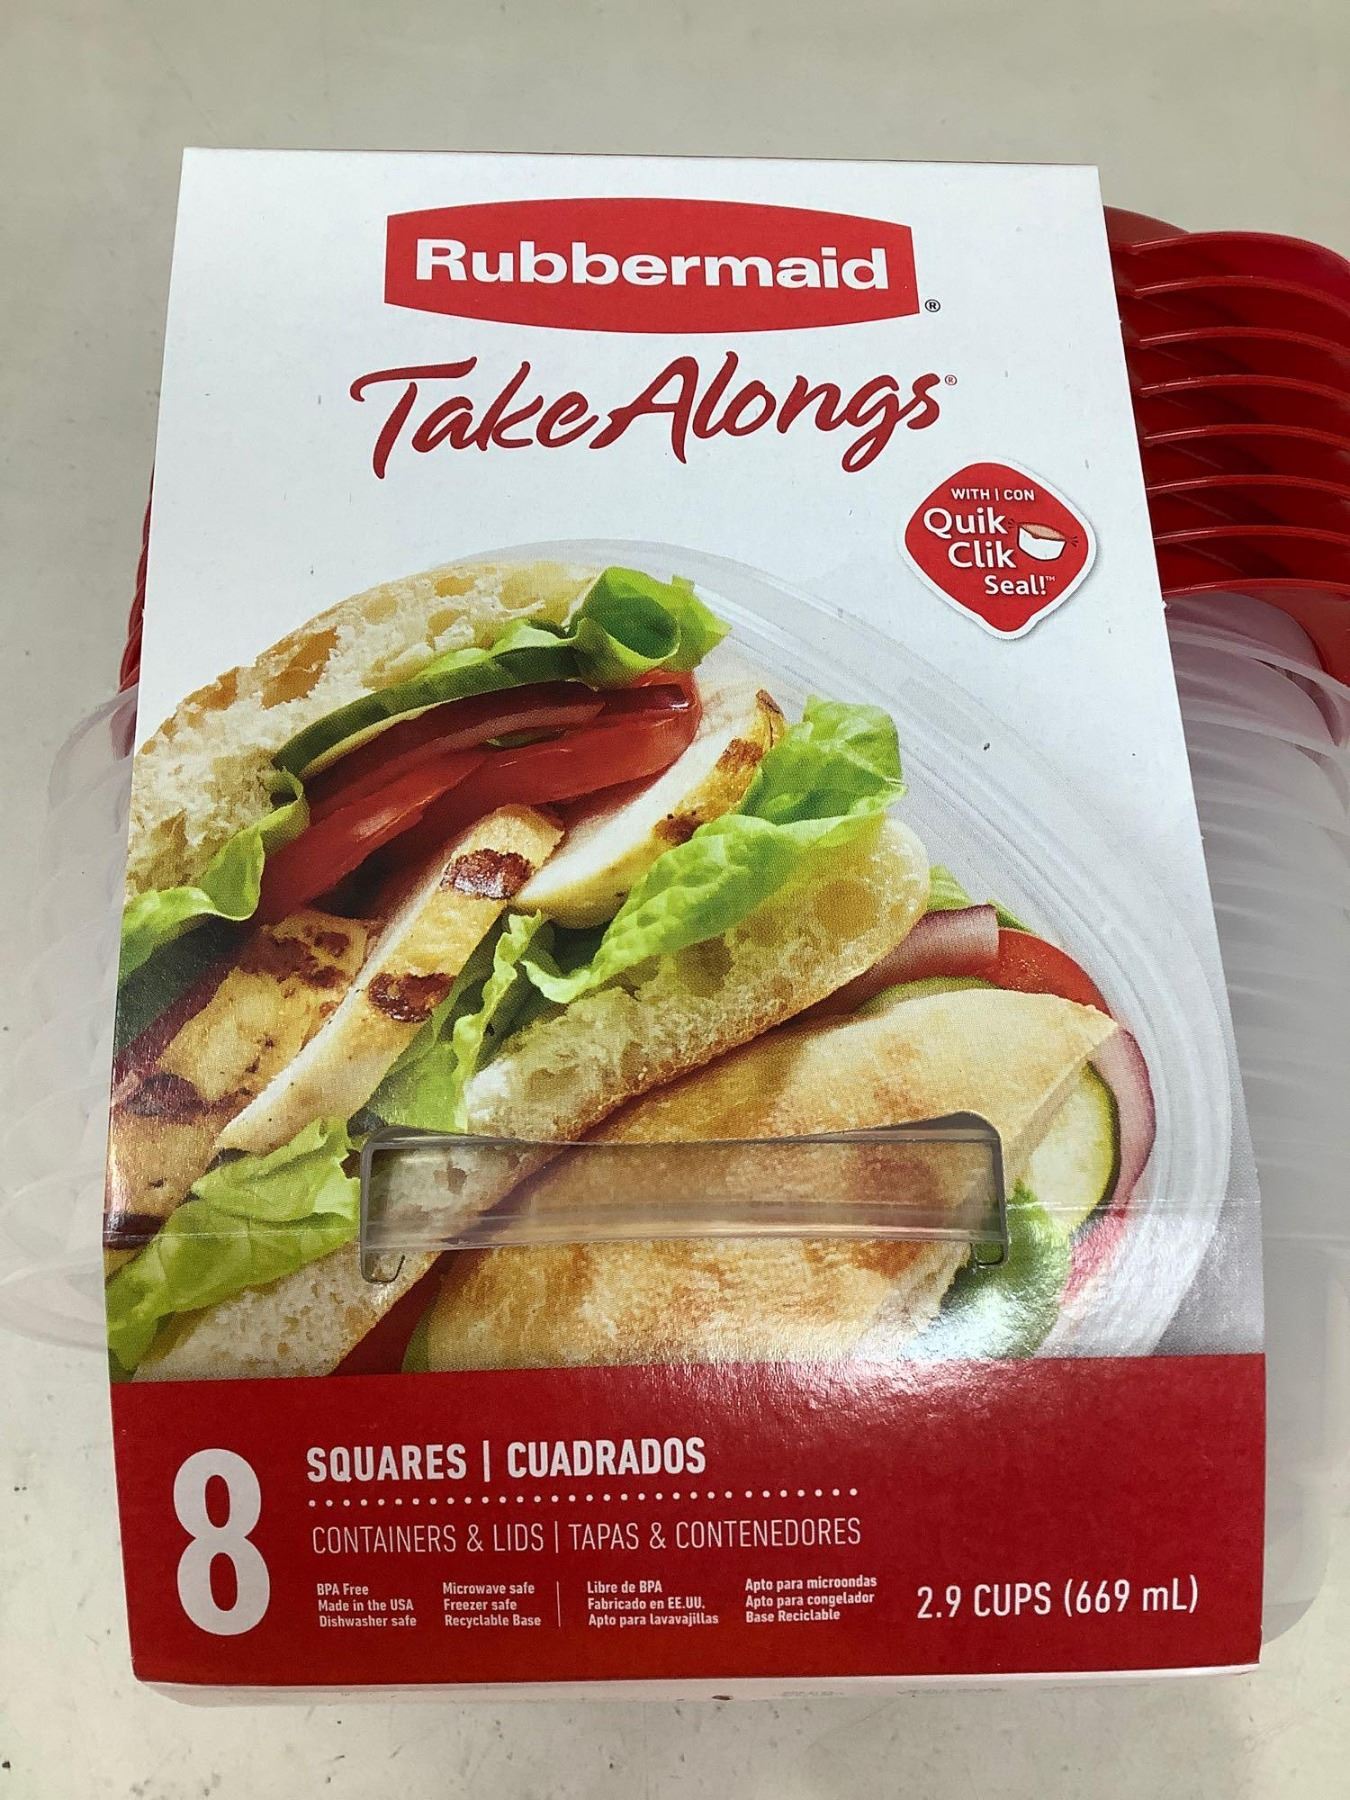 Rubbermaid®
TakeAlongs®
WITH | CON
Quik
Clik
Seal!™
8
SQUARES | CUADRADOS
CONTAINERS & LIDS | TAPAS & CONTENEDORES
BPA Free
Made in the USA
Dishwasher safe
Microwave safe
Freezer safe
Recyclable Base
Libre de BPA
Fabricado en EE.UU.
Apto para lavavajillas
Apto para microondas
Apto para congelador
Base Reciclable
2.9 CUPS (669 mL)